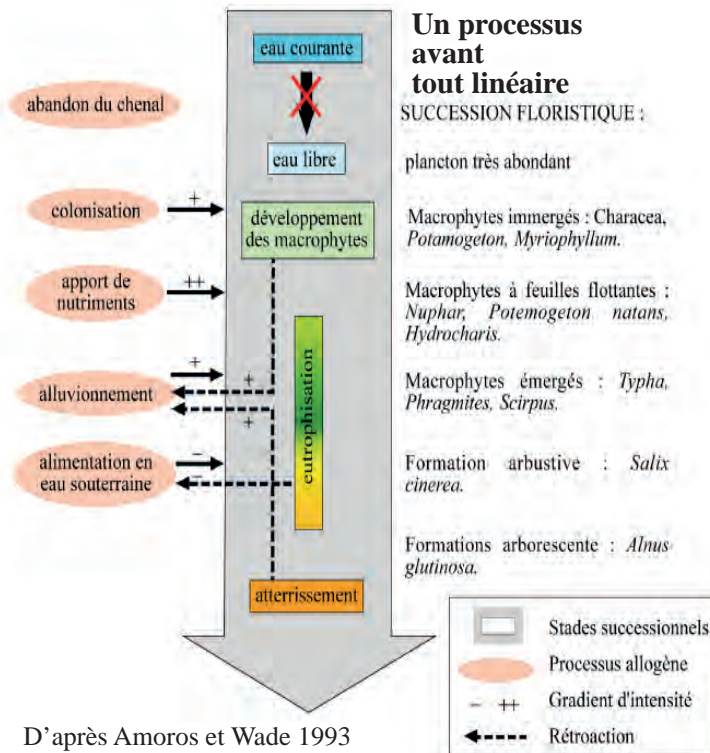 Un processus
avant
tout linéaire
eau courante
abandon du chenal
SUCCESSION FLORISTIQUE :
eau libre
plancton très abondant
colonisation
+
développement
des macrophytes
Macrophytes immergés : Characea,
Potamogeton, Myriophyllum.
apport de
nutriments
++
Macrophytes à feuilles flottantes :
Nuphar, Potemogeton natans,
Hydrocharis.
eutrophisation
alluvionnement
+
+
+
Macrophytes émergés : Typha,
Phragmites, Scirpus.
alimentation en
eau souterraine
−
−
Formation arbustive : Salix
cinerea.
Formations arborescente : Alnus
glutinosa.
atterrissement
Stades successionnels
Processus allogène
− ++ Gradient d'intensité
Rétroaction
D'après Amoros et Wade 1993